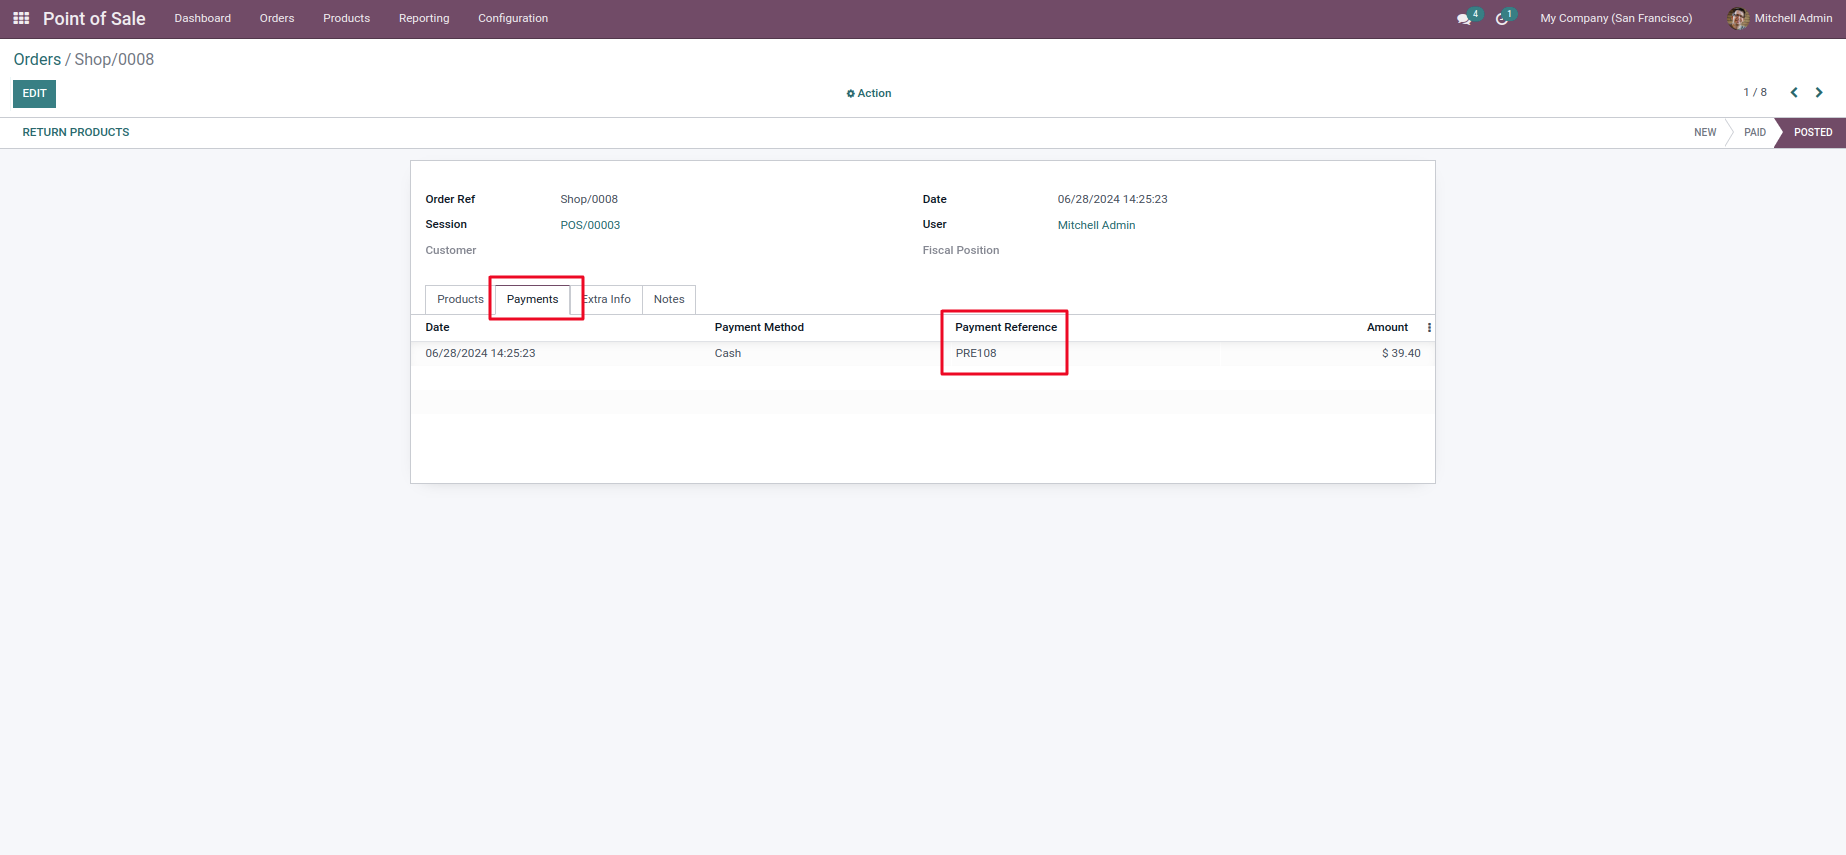 Point of Sale Dashboard Orders Products Reporting Configuration 4 1 My Company (San Francisco) Mitchell Admin
Orders / Shop/0008
EDIT Action 1 / 8
RETURN PRODUCTS NEW PAID POSTED
Order Ref Shop/0008 Date 06/28/2024 14:25:23
Session POS/00003 User Mitchell Admin
Customer Fiscal Position
Products Payments Extra Info Notes
Date Payment Method Payment Reference Amount
06/28/2024 14:25:23 Cash PRE108 $ 39.40